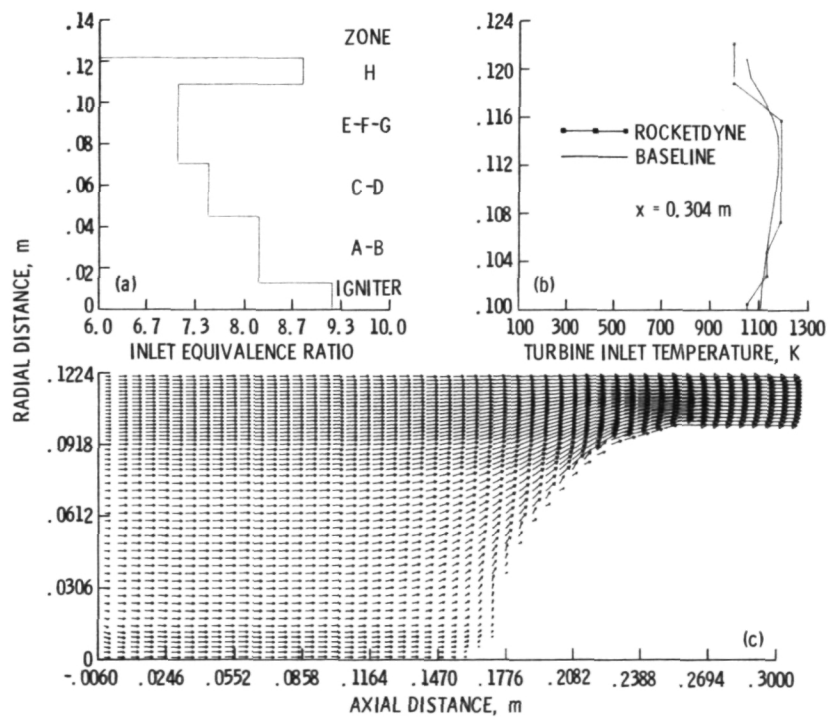 .14
.12
.10
.08
.06
.04
.02
0
ZONE
H
E-F-G
C-D
A-B
IGNITER
(a)
6.0 6.7 7.3 8.0 8.7 9.3 10.0
INLET EQUIVALENCE RATIO
.124
.120
.116
.112
.108
.104
.100
ROCKETDYNE
BASELINE
x = 0.304 m
(b)
100 300 500 700 900 1100 1300
TURBINE INLET TEMPERATURE, K
RADIAL DISTANCE, m
.1224
.0918
.0612
.0306
0
(c)
-.0060 .0246 .0552 .0858 .1164 .1470 .1776 .2082 .2388 .2694 .3000
AXIAL DISTANCE, m